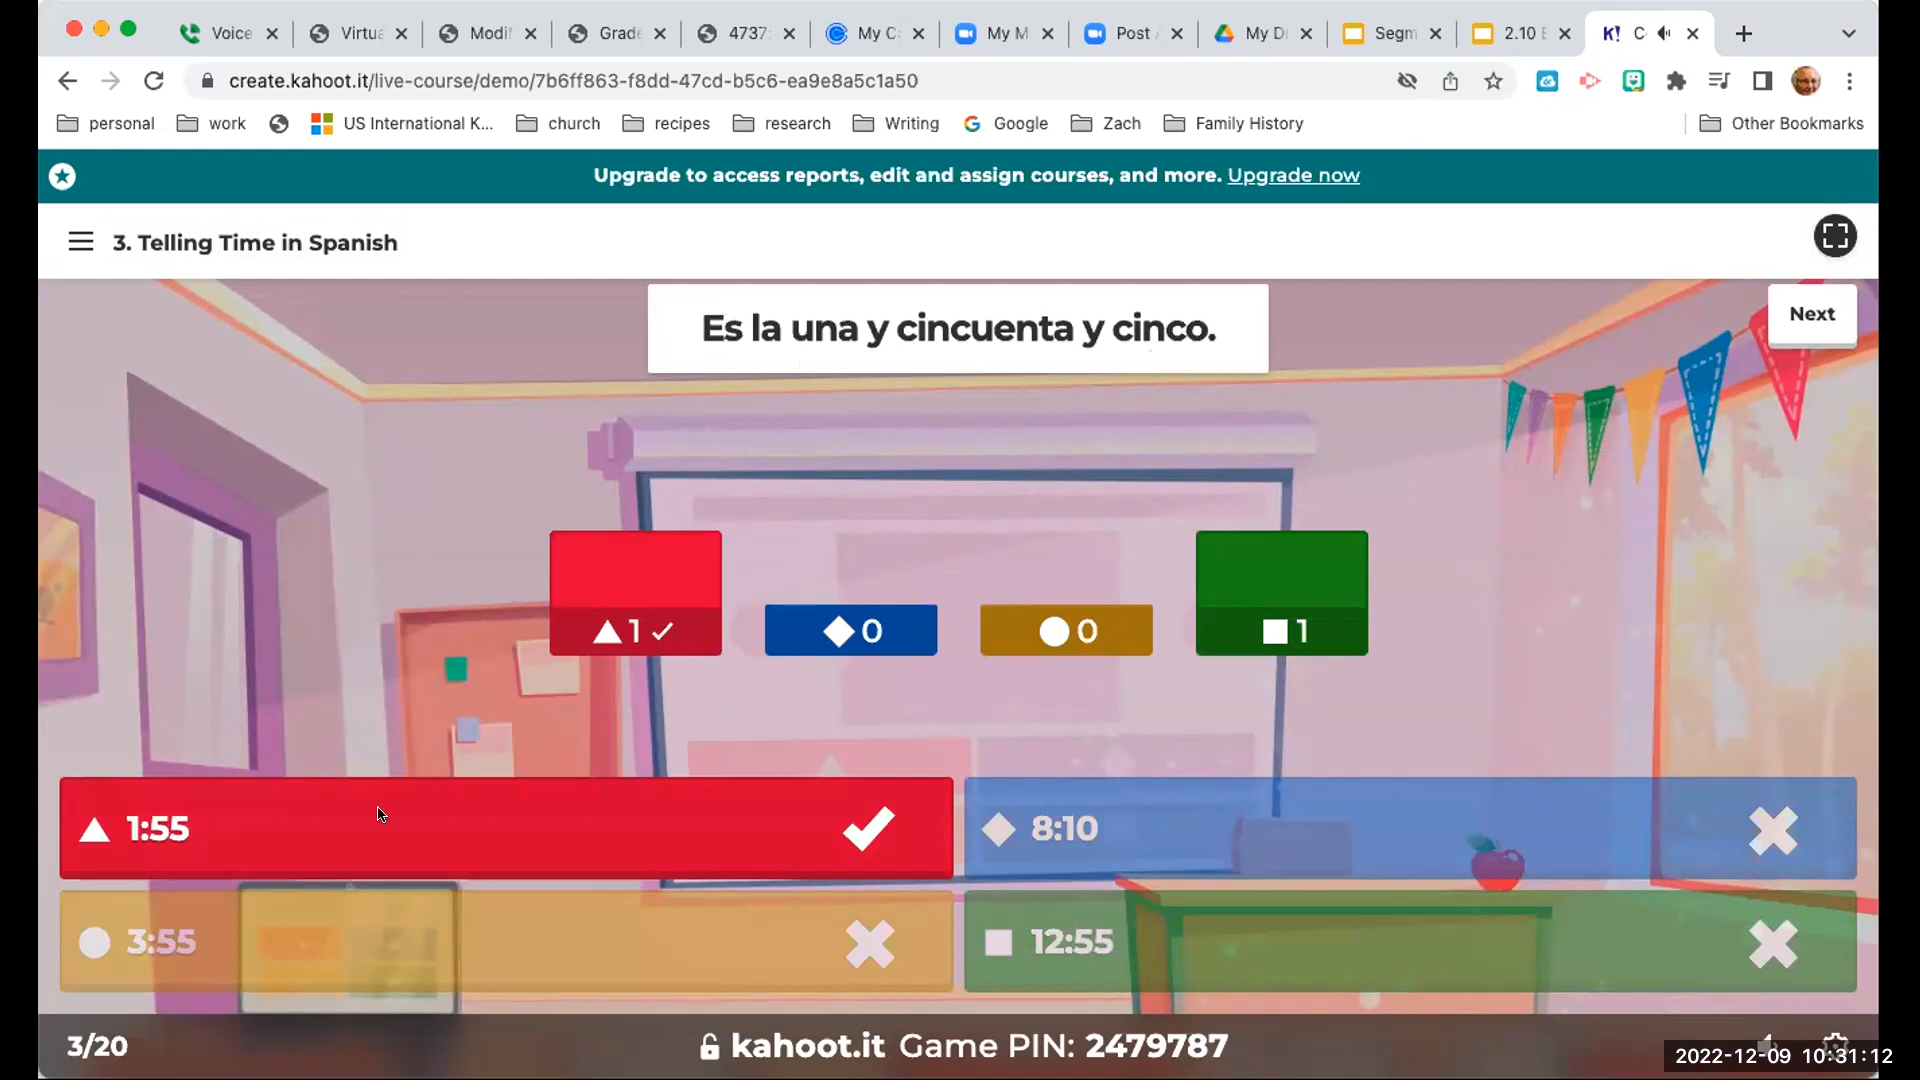 Voice
Virtua
Modif
Grade
4737:
My C
My M
Post
My D
Segm
2.10 E
K! C
create.kahoot.it/live-course/demo/7b6ff863-f8dd-47cd-b5c6-ea9e8a5c1a50
personal
work
US International K...
church
recipes
research
Writing
Google
Zach
Family History
Other Bookmarks
Upgrade to access reports, edit and assign courses, and more. Upgrade now
3. Telling Time in Spanish
Es la una y cincuenta y cinco.
Next
1
0
0
1
1:55
8:10
3:55
12:55
3/20
kahoot.it Game PIN: 2479787
2022-12-09 10:31:12